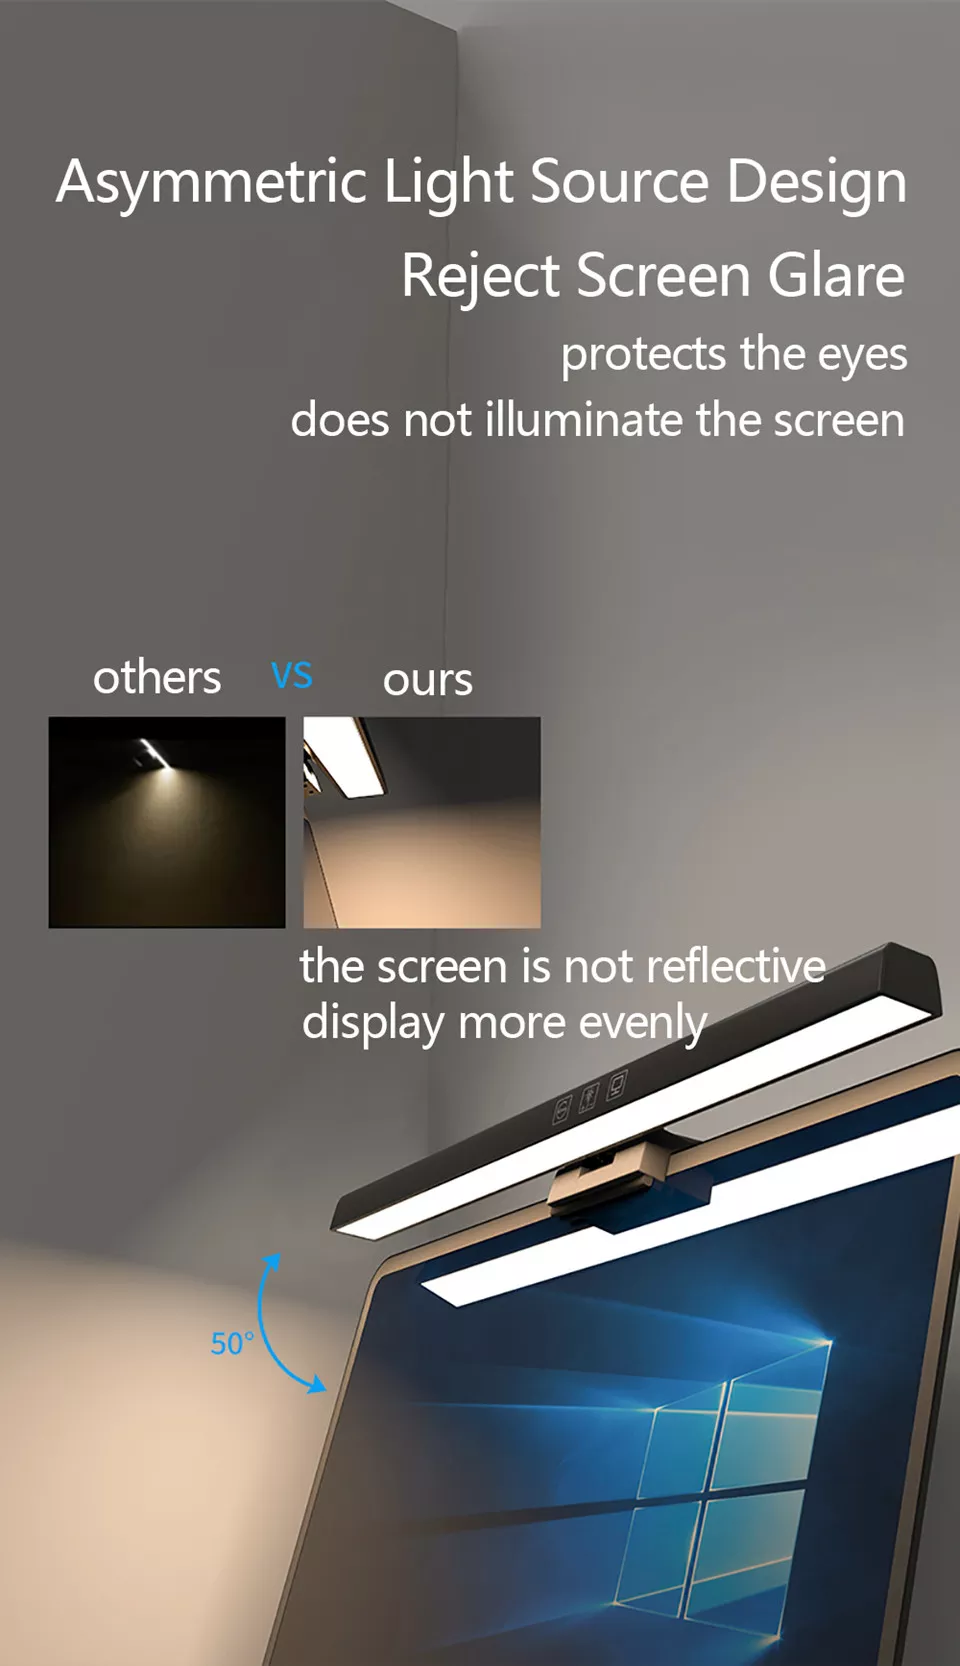 Asymmetric Light Source Design
Reject Screen Glare
protects the eyes
does not illuminate the screen
others vs ours
the screen is not reflective
display more evenly
50°